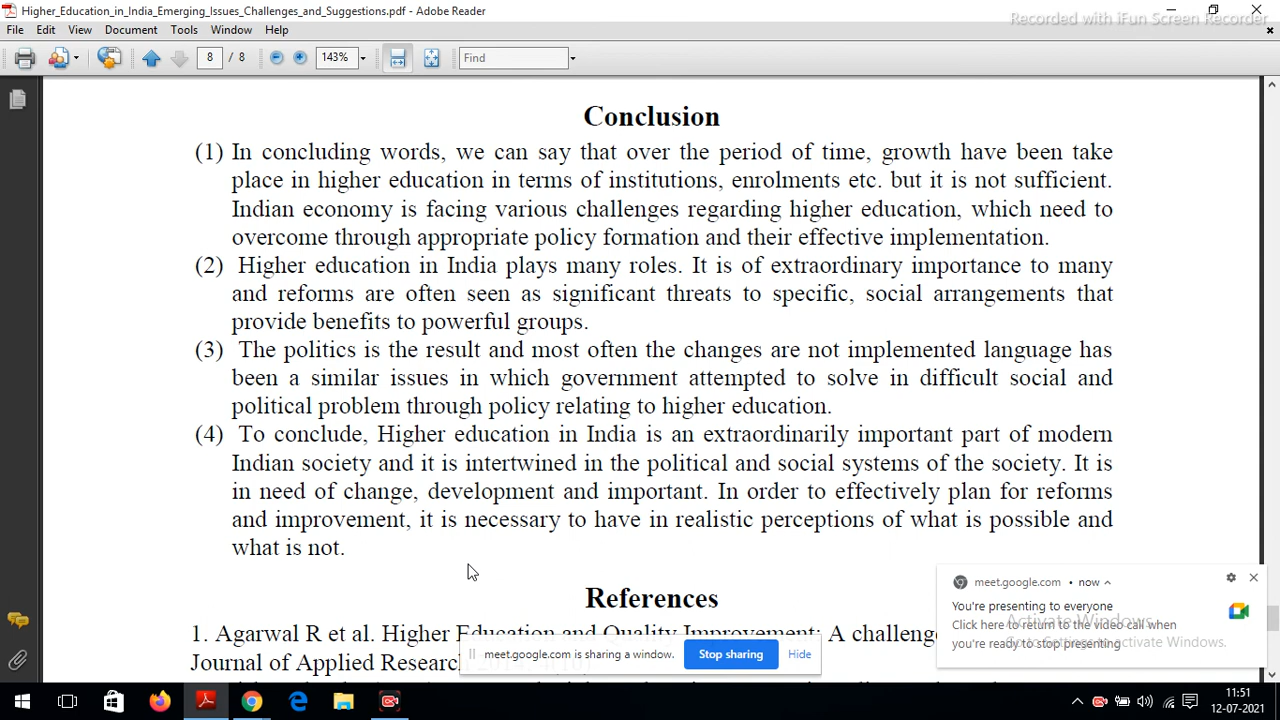 Higher_Education_in_India_Emerging_Issues_Challenges_and_Suggestions.pdf - Adobe Reader
Recorded with iFun Screen Recorder
File Edit View Document Tools Window Help
8 / 8 143% Find
Conclusion
(1) In concluding words, we can say that over the period of time, growth have been take
place in higher education in terms of institutions, enrolments etc. but it is not sufficient.
Indian economy is facing various challenges regarding higher education, which need to
overcome through appropriate policy formation and their effective implementation.
(2) Higher education in India plays many roles. It is of extraordinary importance to many
and reforms are often seen as significant threats to specific, social arrangements that
provide benefits to powerful groups.
(3) The politics is the result and most often the changes are not implemented language has
been a similar issues in which government attempted to solve in difficult social and
political problem through policy relating to higher education.
(4) To conclude, Higher education in India is an extraordinarily important part of modern
Indian society and it is intertwined in the political and social systems of the society. It is
in need of change, development and important. In order to effectively plan for reforms
and improvement, it is necessary to have in realistic perceptions of what is possible and
what is not.
References
1. Agarwal R et al. Higher Education and Quality Improvement: A challenge
Journal of Applied Research
meet.google.com is sharing a window. Stop sharing Hide
meet.google.com • now
You're presenting to everyone
Click here to return to the video call when
you're ready to stop presenting
Activate Windows
Go to Settings to activate Windows.
11:51
12-07-2021